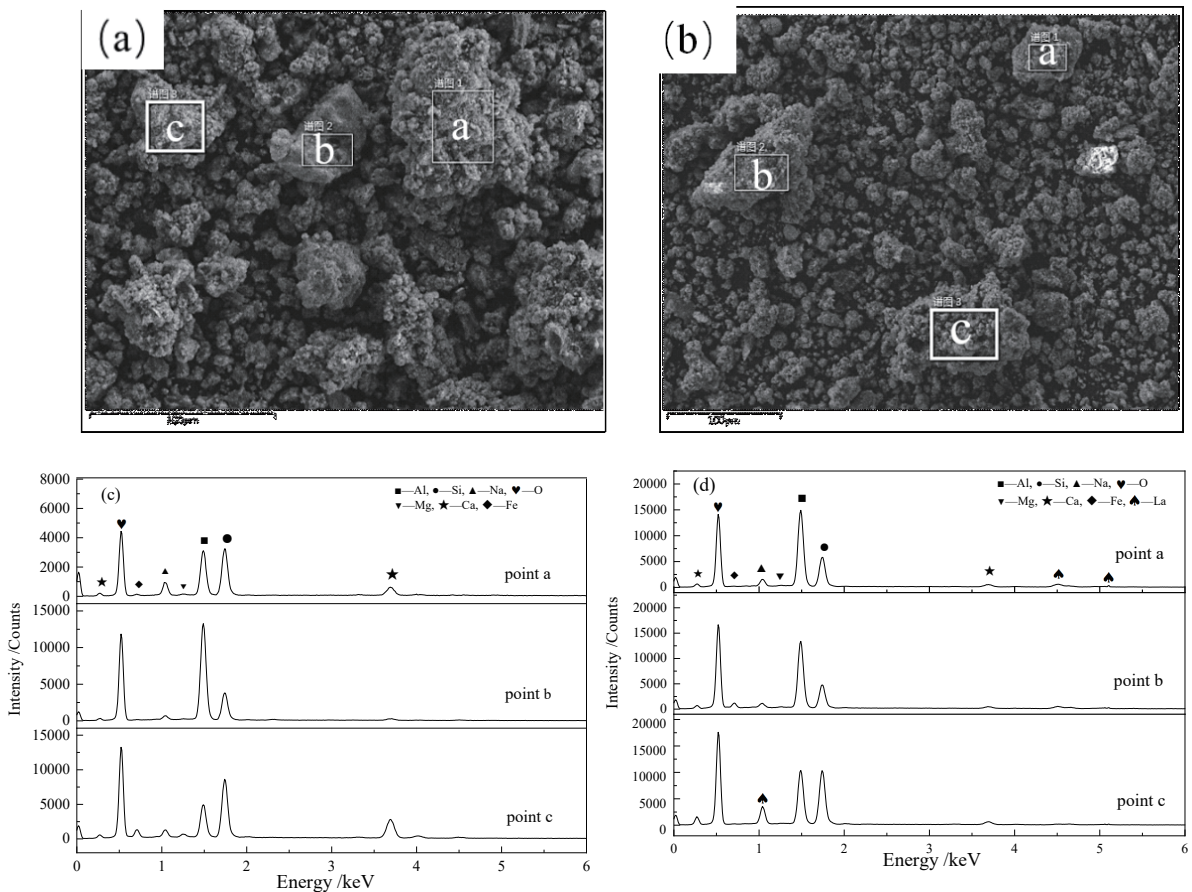 (a)
谱图 3
c
谱图 2
b
谱图 1
a
(b)
谱图 1
a
谱图 2
b
谱图 3
c
100μm
(c)
■—Al, ●—Si, ▲—Na, ♥—O
▼—Mg, ★—Ca, ◆—Fe
8000
6000
4000
2000
0
point a
15000
10000
5000
0
point b
15000
10000
5000
0
point c
Intensity /Counts
0 1 2 3 4 5 6
Energy /keV
(d)
■—Al, ●—Si, ▲—Na, ♥—O
▼—Mg, ★—Ca, ◆—Fe, ♠—La
20000
15000
10000
5000
0
point a
20000
15000
10000
5000
0
point b
20000
15000
10000
5000
0
point c
Intensity /Counts
0 1 2 3 4 5 6
Energy /keV